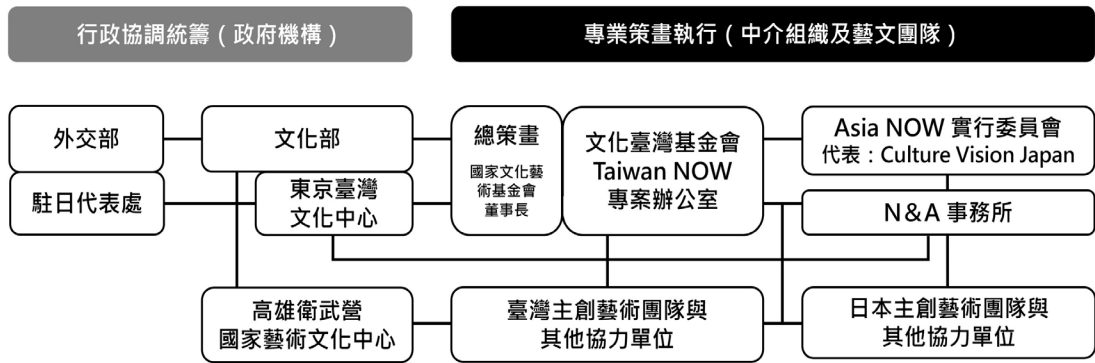 行政協調統籌（政府機構）
專業策畫執行（中介組織及藝文團隊）
外交部
文化部
總策畫
國家文化藝
術基金會
董事長
文化臺灣基金會
Taiwan NOW
專案辦公室
Asia NOW 實行委員會
代表：Culture Vision Japan
駐日代表處
東京臺灣
文化中心
N&A 事務所
高雄衛武營
國家藝術文化中心
臺灣主創藝術團隊與
其他協力單位
日本主創藝術團隊與
其他協力單位